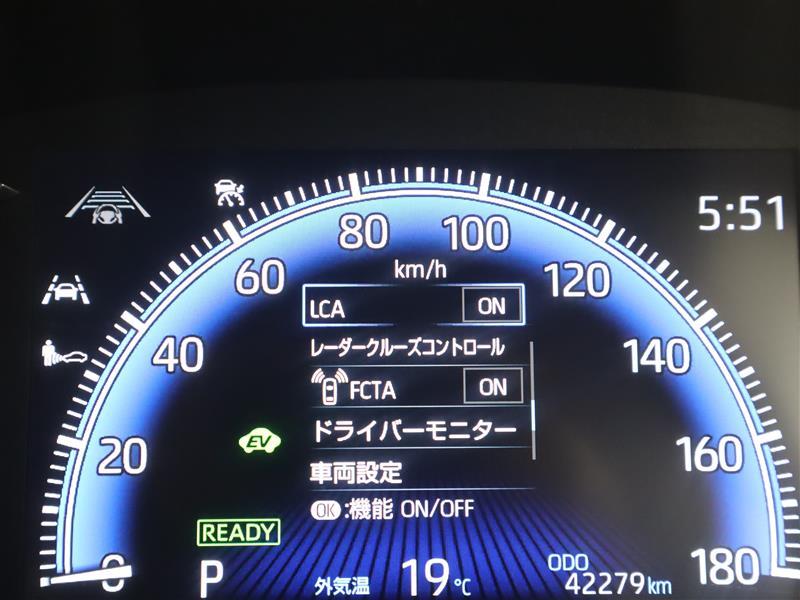 5:51
80 100
km/h
60 120
LCA ON
レーダークルーズコントロール
40 140
FCTA ON
ドライバーモニター
EV
20 160
車両設定
OK:機能 ON/OFF
READY
0 180
P 外気温 19℃ ODO 42279km